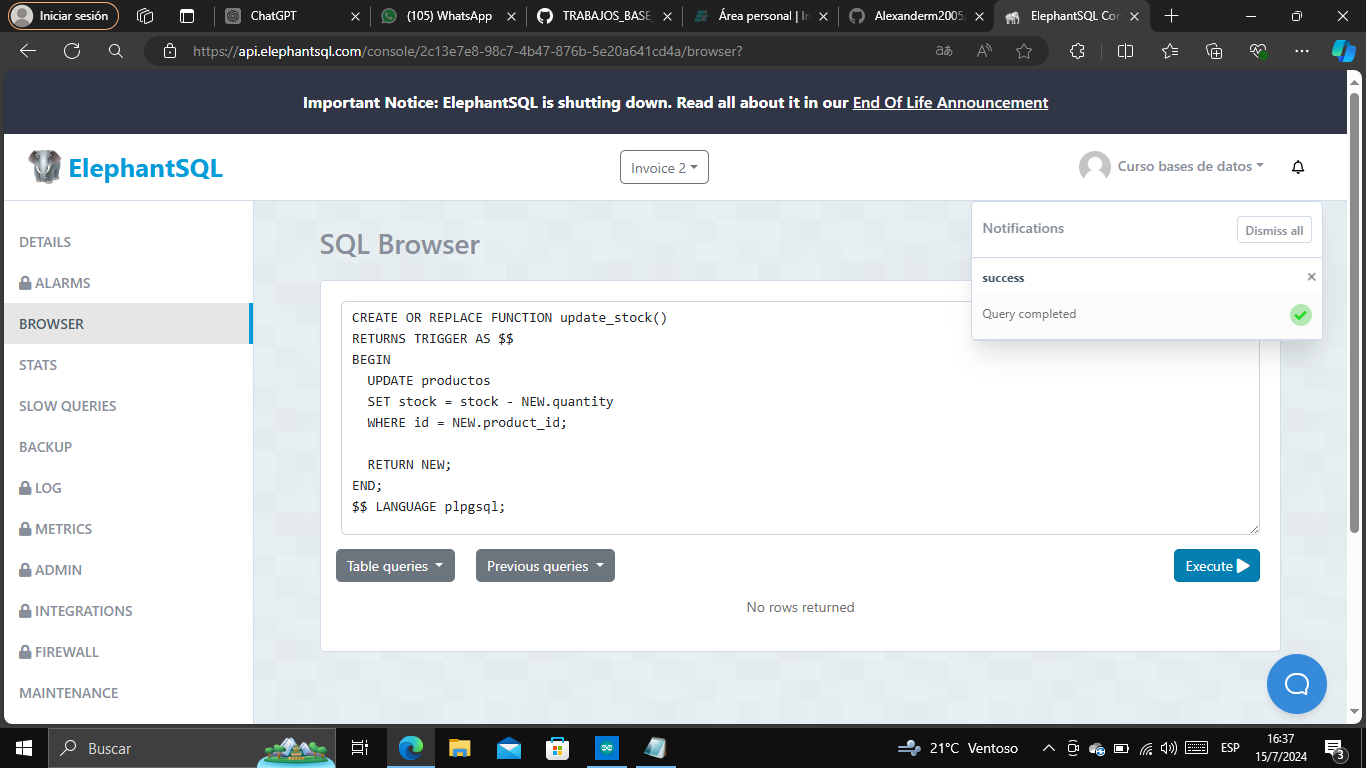 Iniciar sesión
ChatGPT
(105) WhatsApp
TRABAJOS_BASE_
Área personal | In
Alexanderm2005,
ElephantSQL Con
https://api.elephantsql.com/console/2c13e7e8-98c7-4b47-876b-5e20a641cd4a/browser?
Important Notice: ElephantSQL is shutting down. Read all about it in our End Of Life Announcement
ElephantSQL
Invoice 2
Curso bases de datos
Notifications
Dismiss all
success
Query completed
DETAILS
ALARMS
BROWSER
STATS
SLOW QUERIES
BACKUP
LOG
METRICS
ADMIN
INTEGRATIONS
FIREWALL
MAINTENANCE
SQL Browser
CREATE OR REPLACE FUNCTION update_stock()
RETURNS TRIGGER AS $$
BEGIN
  UPDATE productos
  SET stock = stock - NEW.quantity
  WHERE id = NEW.product_id;

  RETURN NEW;
END;
$$ LANGUAGE plpgsql;
Table queries
Previous queries
Execute
No rows returned
Buscar
21°C Ventoso
ESP
16:37
15/7/2024
3